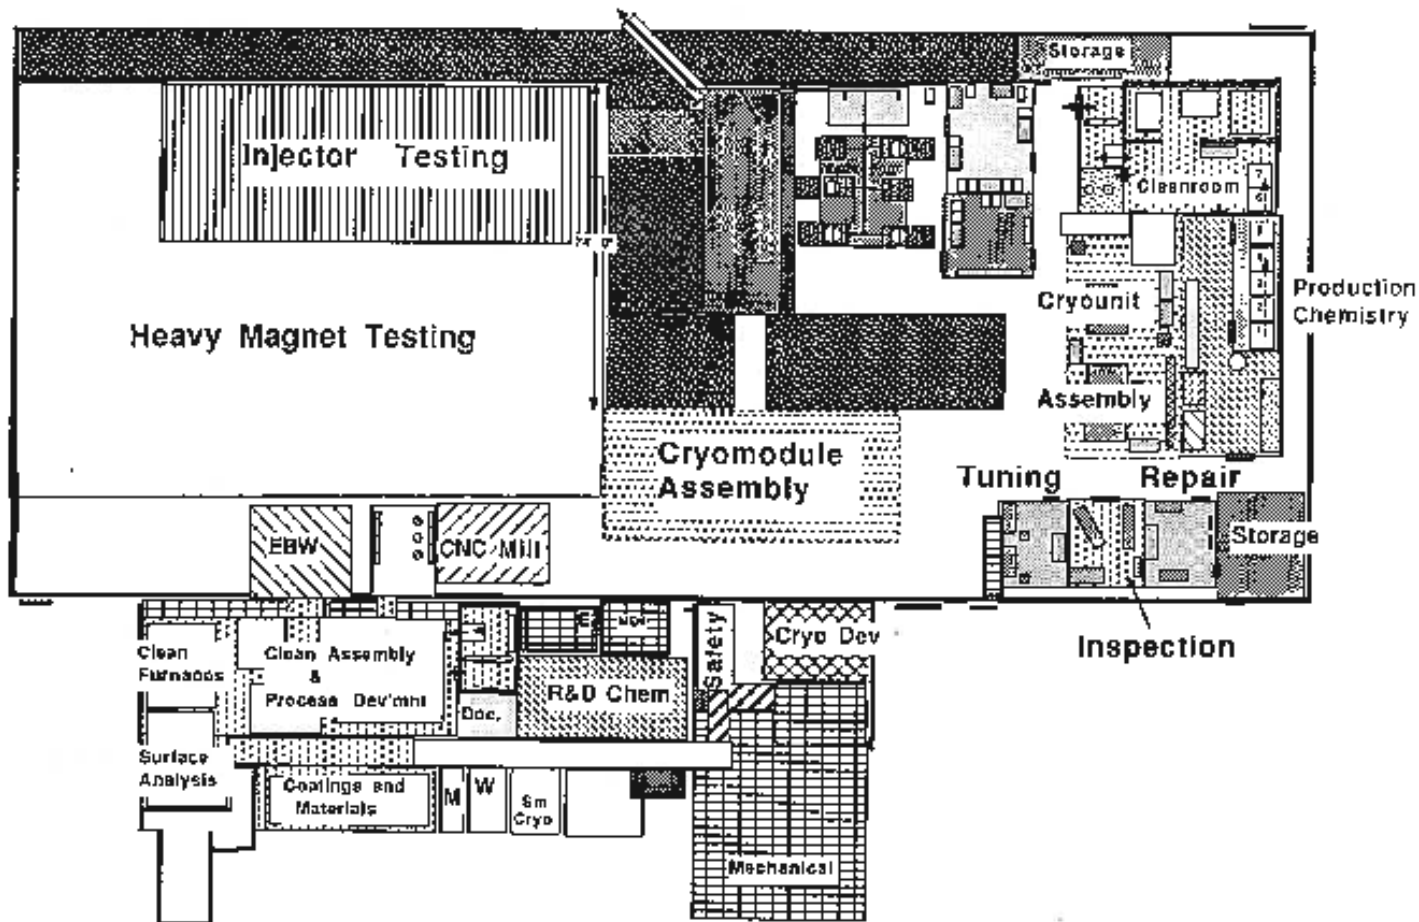 Storage
Injector Testing
Cleanroom
Heavy Magnet Testing
Cryounit
Production
Chemistry
Assembly
Cryomodule
Assembly
Tuning
Repair
EBW
CNC Mill
Storage
Inspection
Clean
Furnaces
Clean Assembly
&
Process Dev'mnt
Safety
Cryo Dev
R&D Chem
Doc.
Surface
Analysis
Coatings and
Materials
M
W
Sm
Cryo
Mechanical